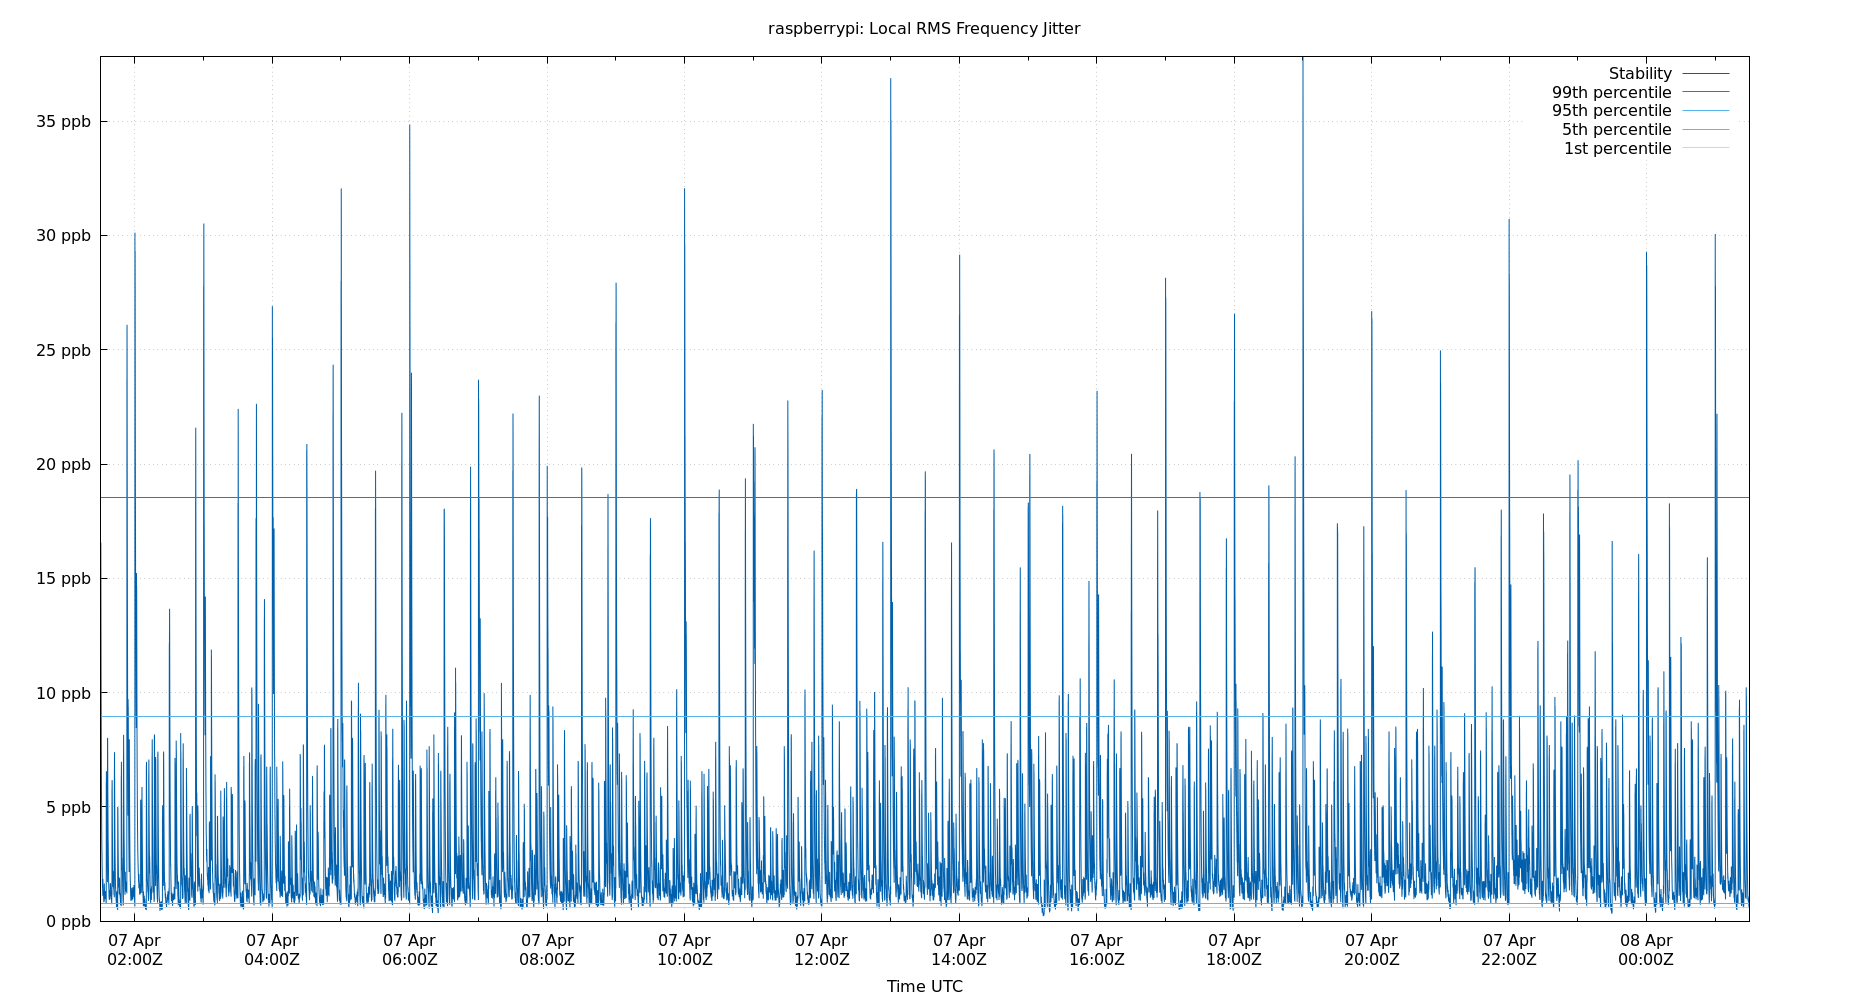 raspberrypi: Local RMS Frequency Jitter
Stability
99th percentile
95th percentile
5th percentile
1st percentile
35 ppb
30 ppb
25 ppb
20 ppb
15 ppb
10 ppb
5 ppb
0 ppb
07 Apr 07 Apr 07 Apr 07 Apr 07 Apr 07 Apr 07 Apr 07 Apr 07 Apr 07 Apr 07 Apr 08 Apr
02:00Z 04:00Z 06:00Z 08:00Z 10:00Z 12:00Z 14:00Z 16:00Z 18:00Z 20:00Z 22:00Z 00:00Z
Time UTC